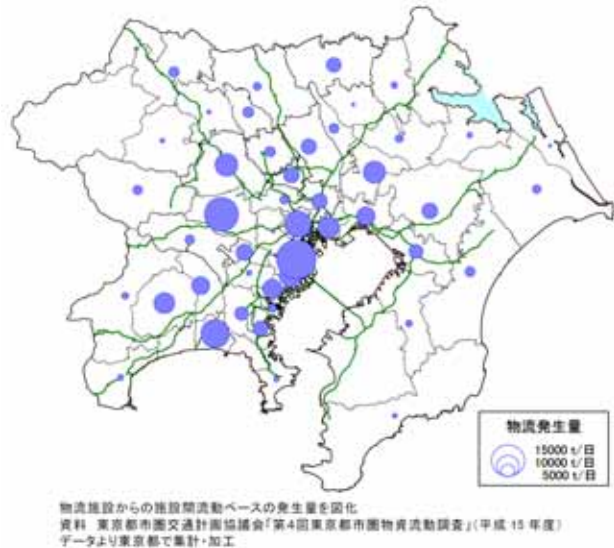 物流発生量
15000 t/日
10000 t/日
5000 t/日
物流施設からの施設間流動ベースの発生量を図化
資料 東京都市圏交通計画協議会「第4回東京都市圏物資流動調査」(平成 15 年度)
データより東京都で集計・加工